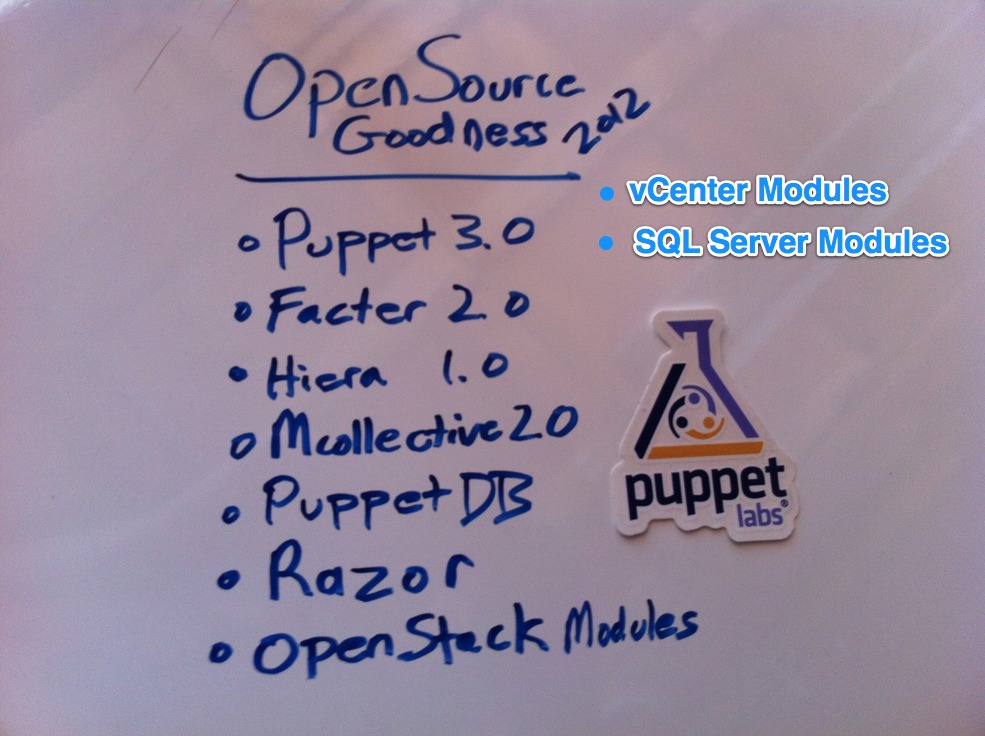 OpenSource
Goodness 2012
• vCenter Modules
• SQL Server Modules
• Puppet 3.0
• Facter 2.0
• Hiera 1.0
• Mcollective 2.0
• PuppetDB
• Razor
• OpenStack Modules
puppet
labs®